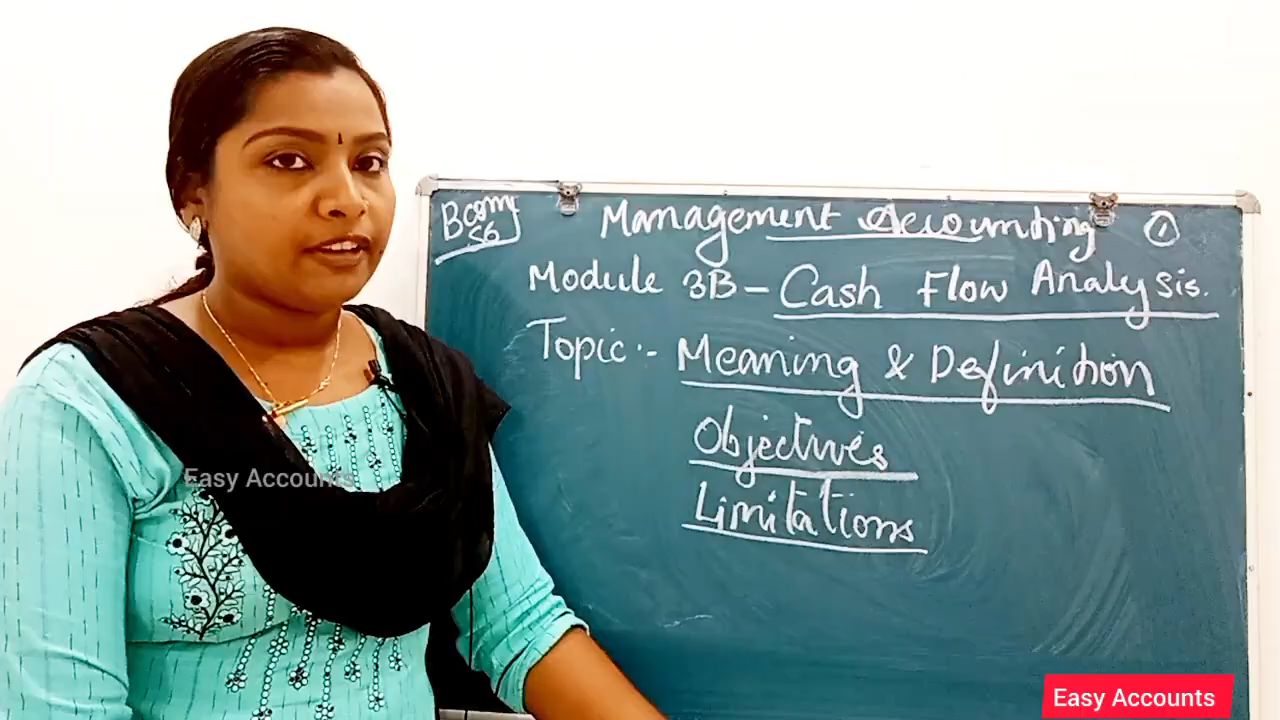 Bcom
S6
Management Accounting ①
Module 3B - Cash Flow Analysis.
Topic :- Meaning & Definition
Objectives
Limitations
Easy Accounts
Easy Accounts